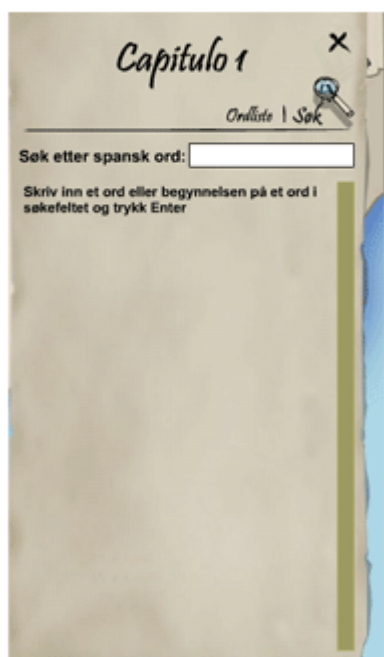 Capitulo 1
Ordliste | Søk
Søk etter spansk ord:
Skriv inn et ord eller begynnelsen på et ord i
søkefeltet og trykk Enter